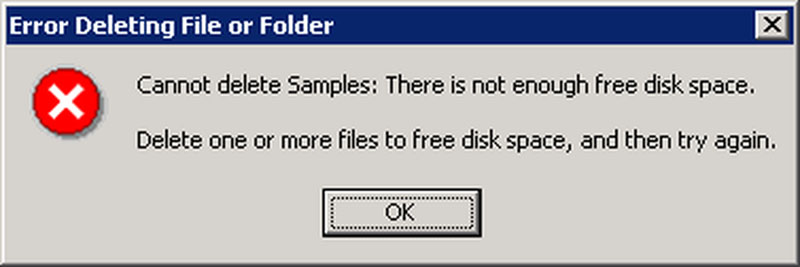 Error Deleting File or Folder
Cannot delete Samples: There is not enough free disk space.
Delete one or more files to free disk space, and then try again.
OK